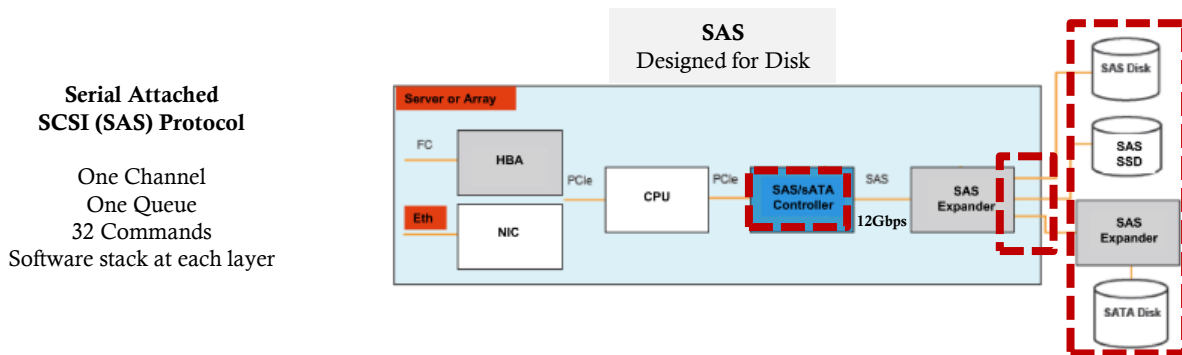 SAS
Designed for Disk
Serial Attached
SCSI (SAS) Protocol
One Channel
One Queue
32 Commands
Software stack at each layer
Server or Array
FC
HBA
Eth
NIC
PCIe
CPU
PCIe
SAS/sATA
Controller
SAS
12Gbps
SAS
Expander
SAS Disk
SAS
SSD
SAS
Expander
SATA Disk